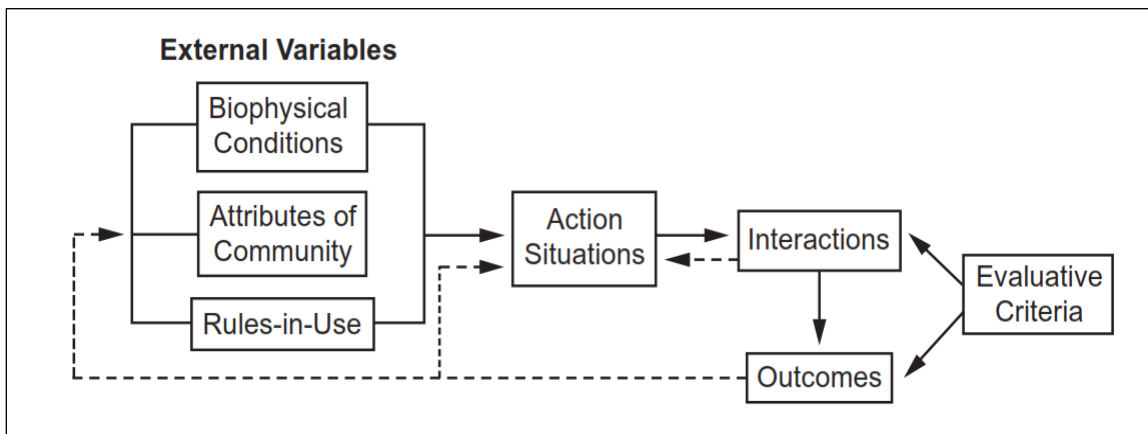 External Variables
Biophysical
Conditions
Attributes of
Community
Rules-in-Use
Action
Situations
Interactions
Outcomes
Evaluative
Criteria